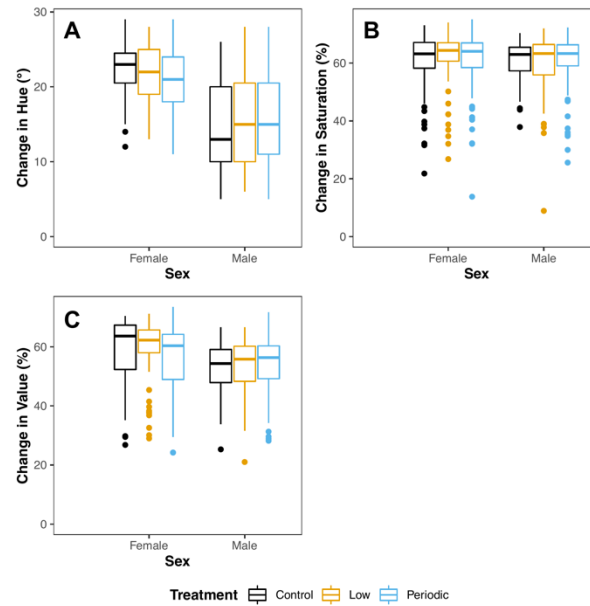 A
Change in Hue (°)
30
20
10
0
Female
Male
Sex
B
Change in Saturation (%)
60
40
20
0
Female
Male
Sex
C
Change in Value (%)
60
40
20
0
Female
Male
Sex
Treatment Control Low Periodic